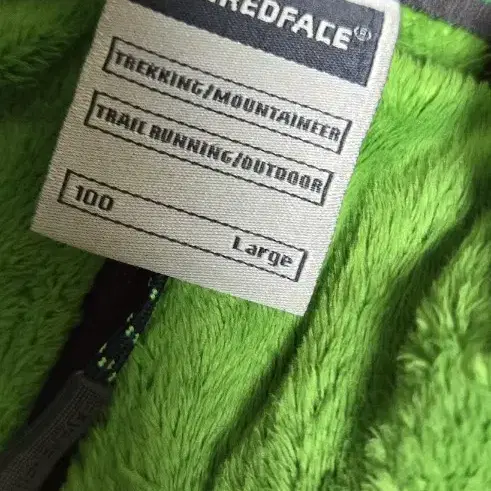 REDFACE®
TREKKING/MOUNTAINEER
TRAIL RUNNING/OUTDOOR
100
Large